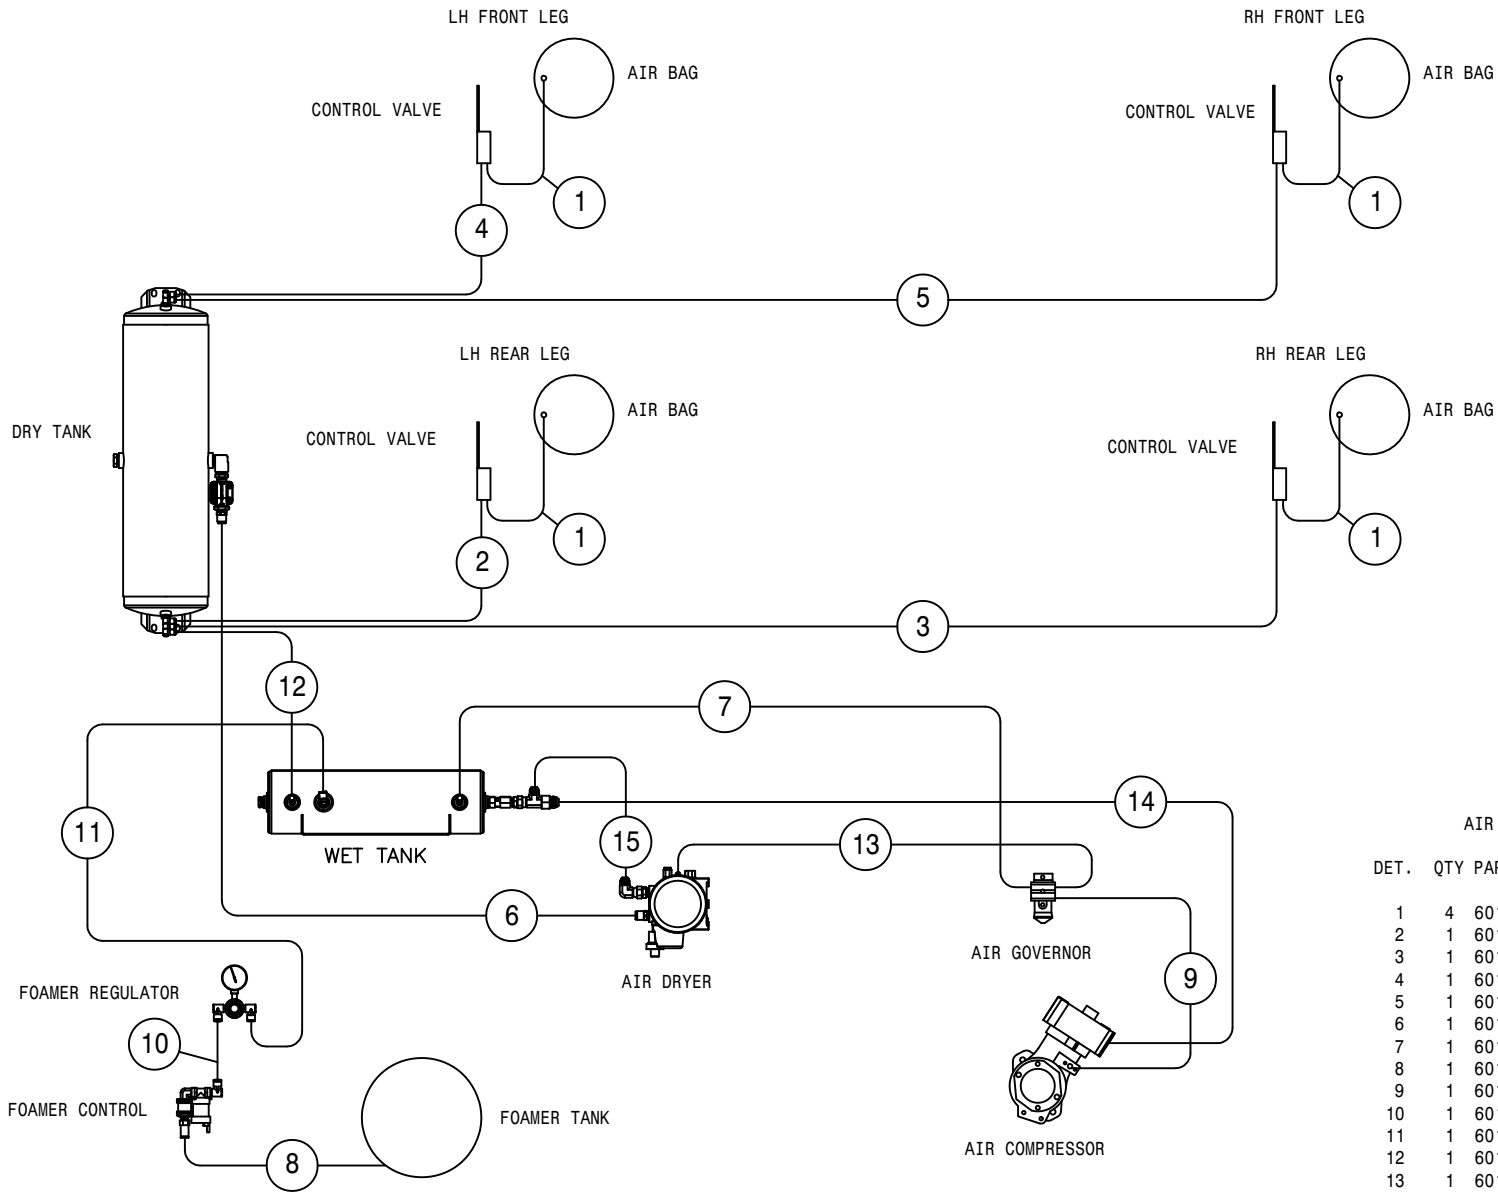 LH FRONT LEG
RH FRONT LEG
AIR BAG
AIR BAG
CONTROL VALVE
CONTROL VALVE
1
1
4
5
LH REAR LEG
RH REAR LEG
AIR BAG
AIR BAG
DRY TANK
CONTROL VALVE
CONTROL VALVE
1
1
2
3
12
7
14
11
15
13
WET TANK
6
AIR GOVERNOR
AIR DRYER
9
FOAMER REGULATOR
10
FOAMER CONTROL
FOAMER TANK
AIR COMPRESSOR
8
AIR
DET. QTY
1 4
2 1
3 1
4 1
5 1
6 1
7 1
8 1
9 1
10 1
11 1
12 1
13 1